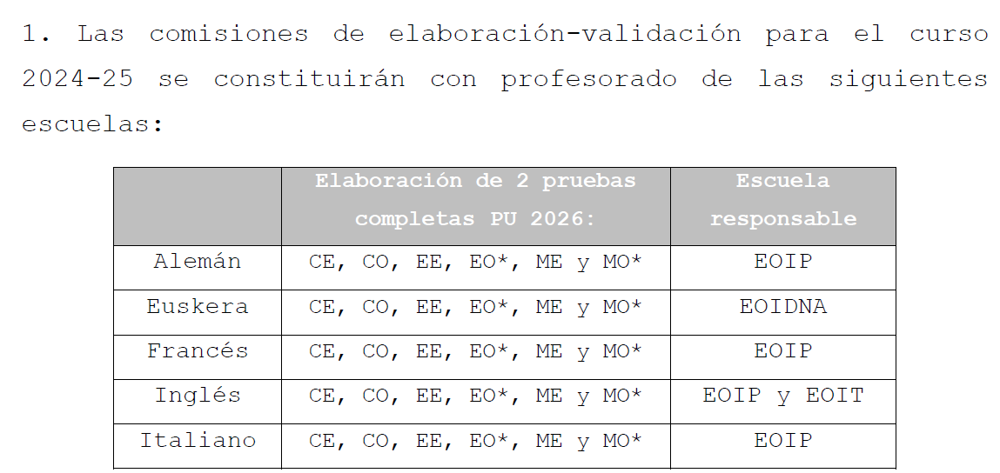 1. Las comisiones de elaboración-validación para el curso
2024-25 se constituirán con profesorado de las siguientes
escuelas:
Elaboración de 2 pruebas completas PU 2026: Escuela responsable
Alemán CE, CO, EE, EO*, ME y MO* EOIP
Euskera CE, CO, EE, EO*, ME y MO* EOIDNA
Francés CE, CO, EE, EO*, ME y MO* EOIP
Inglés CE, CO, EE, EO*, ME y MO* EOIP y EOIT
Italiano CE, CO, EE, EO*, ME y MO* EOIP